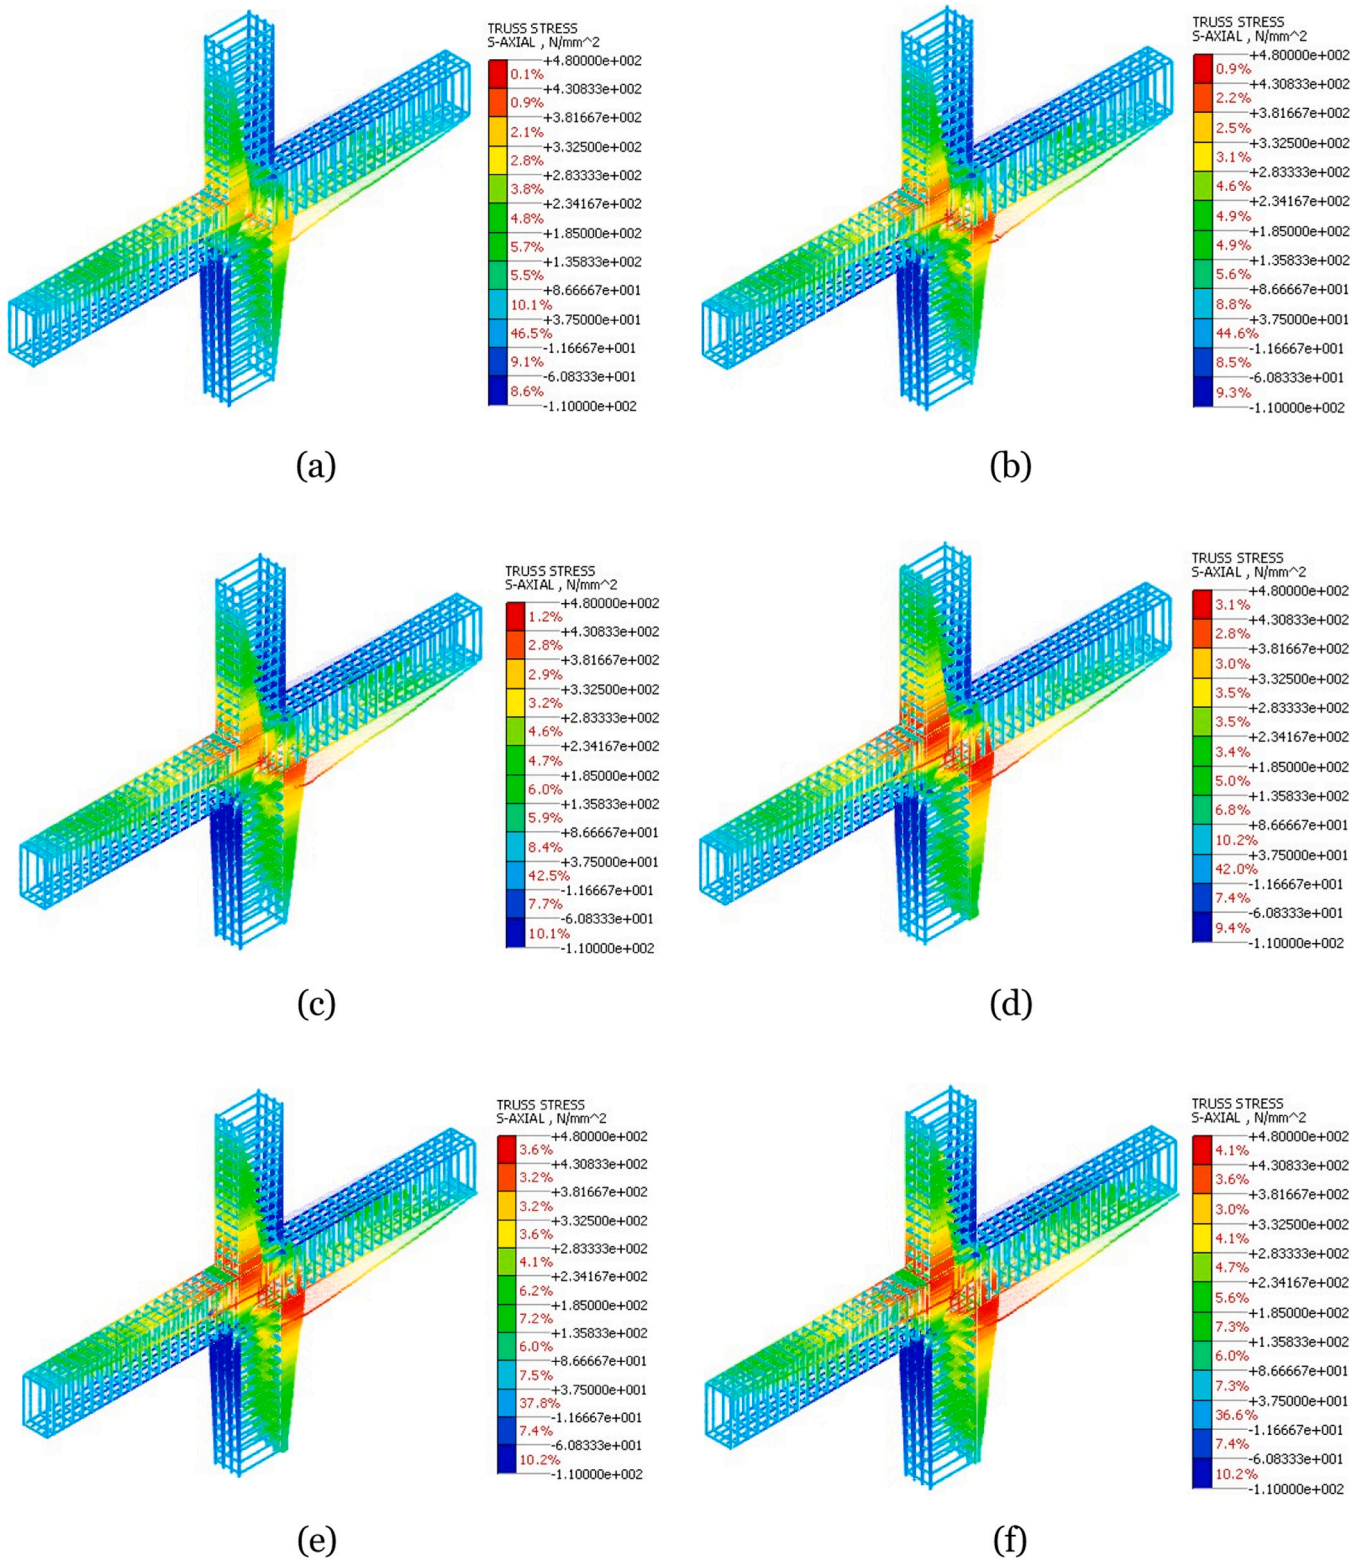 TRUSS STRESS
S-AXIAL , N/mm^2
+4.80000e+002
0.1%
+4.30833e+002
0.9%
+3.81667e+002
2.1%
+3.32500e+002
2.8%
+2.83333e+002
3.8%
+2.34167e+002
4.8%
+1.85000e+002
5.7%
+1.35833e+002
5.5%
+8.66667e+001
10.1%
+3.75000e+001
46.5%
-1.16667e+001
9.1%
-6.08333e+001
8.6%
-1.10000e+002
(a)
TRUSS STRESS
S-AXIAL , N/mm^2
+4.80000e+002
0.9%
+4.30833e+002
2.2%
+3.81667e+002
2.5%
+3.32500e+002
3.1%
+2.83333e+002
4.6%
+2.34167e+002
4.9%
+1.85000e+002
4.9%
+1.35833e+002
5.6%
+8.66667e+001
8.8%
+3.75000e+001
44.6%
-1.16667e+001
8.5%
-6.08333e+001
9.3%
-1.10000e+002
(b)
TRUSS STRESS
S-AXIAL , N/mm^2
+4.80000e+002
1.2%
+4.30833e+002
2.8%
+3.81667e+002
2.9%
+3.32500e+002
3.2%
+2.83333e+002
4.6%
+2.34167e+002
4.7%
+1.85000e+002
6.0%
+1.35833e+002
5.9%
+8.66667e+001
8.4%
+3.75000e+001
42.5%
-1.16667e+001
7.7%
-6.08333e+001
10.1%
-1.10000e+002
(c)
TRUSS STRESS
S-AXIAL , N/mm^2
+4.80000e+002
3.1%
+4.30833e+002
2.8%
+3.81667e+002
3.0%
+3.32500e+002
3.5%
+2.83333e+002
3.5%
+2.34167e+002
3.4%
+1.85000e+002
5.0%
+1.35833e+002
6.8%
+8.66667e+001
10.2%
+3.75000e+001
42.0%
-1.16667e+001
7.4%
-6.08333e+001
9.4%
-1.10000e+002
(d)
TRUSS STRESS
S-AXIAL , N/mm^2
+4.80000e+002
3.6%
+4.30833e+002
3.2%
+3.81667e+002
3.2%
+3.32500e+002
3.6%
+2.83333e+002
4.1%
+2.34167e+002
6.2%
+1.85000e+002
7.2%
+1.35833e+002
6.0%
+8.66667e+001
7.5%
+3.75000e+001
37.8%
-1.16667e+001
7.4%
-6.08333e+001
10.2%
-1.10000e+002
(e)
TRUSS STRESS
S-AXIAL , N/mm^2
+4.80000e+002
4.1%
+4.30833e+002
3.6%
+3.81667e+002
3.0%
+3.32500e+002
4.1%
+2.83333e+002
4.7%
+2.34167e+002
5.6%
+1.85000e+002
7.3%
+1.35833e+002
6.0%
+8.66667e+001
7.3%
+3.75000e+001
36.6%
-1.16667e+001
7.4%
-6.08333e+001
10.2%
-1.10000e+002
(f)